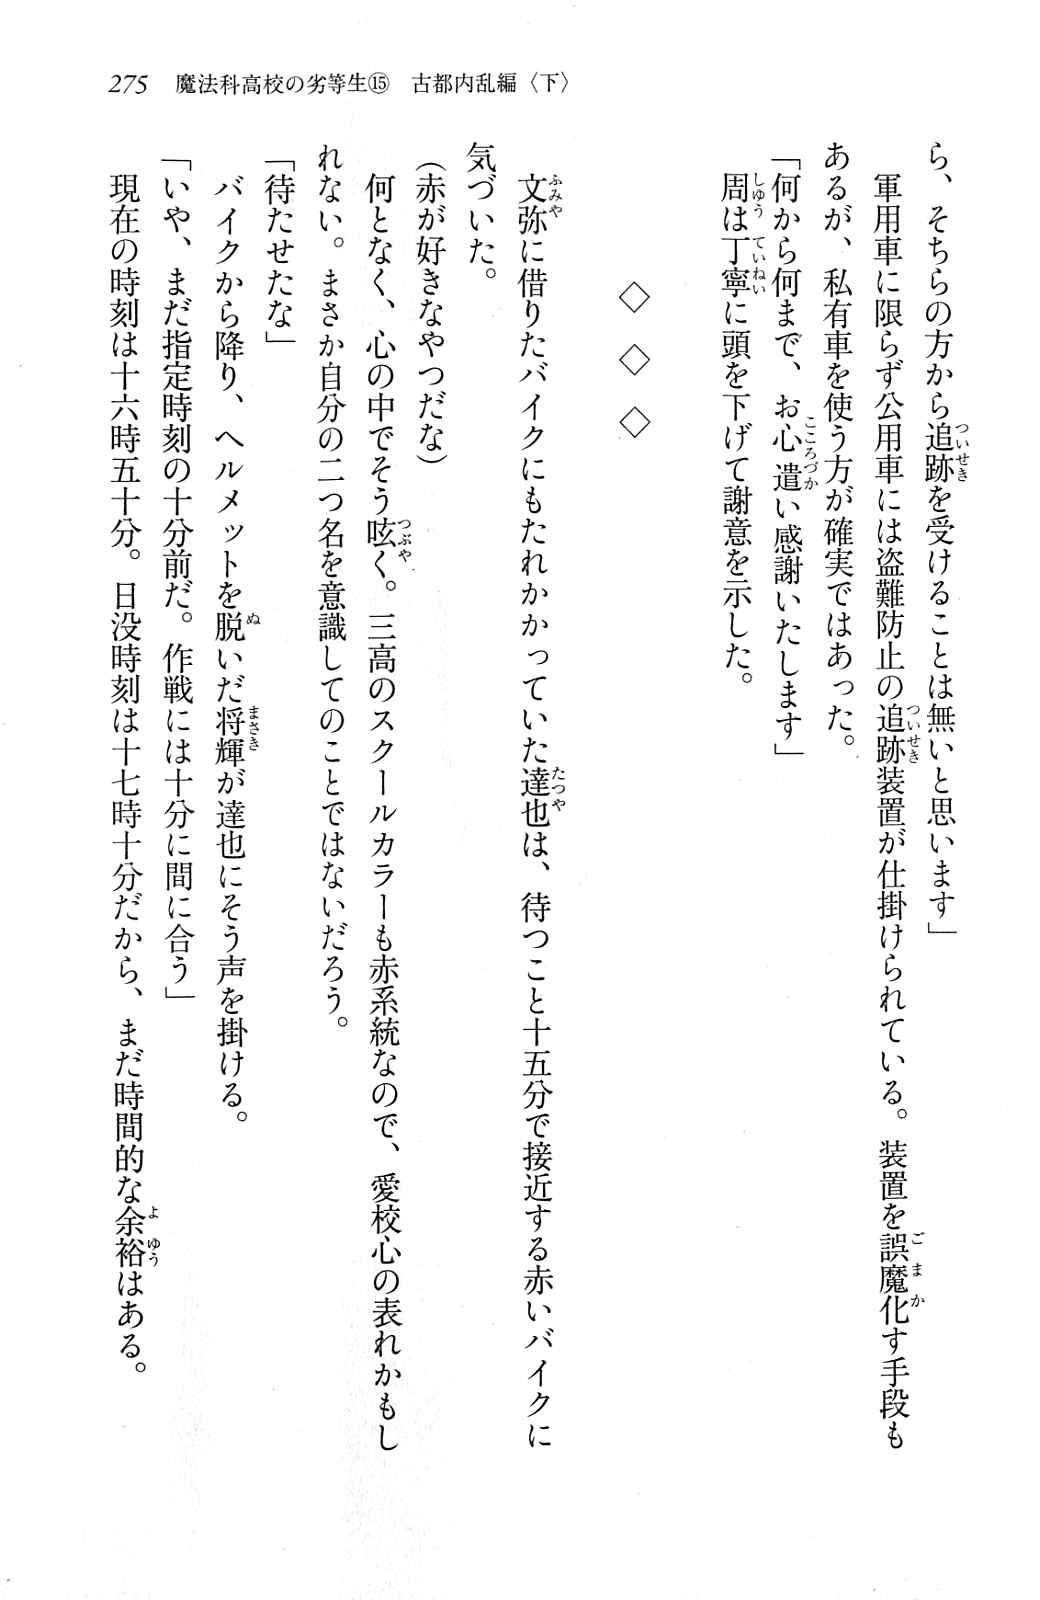 275　魔法科高校の劣等生⑮　古都内乱編〈下〉
ら、そちらの方から追跡を受けることは無いと思います」
　軍用車に限らず公用車には盗難防止の追跡装置が仕掛けられている。装置を誤魔化す手段も
あるが、私有車を使う方が確実ではあった。
「何から何まで、お心遣い感謝いたします」
　周は丁寧に頭を下げて謝意を示した。
◇　◇　◇
　文弥に借りたバイクにもたれかかっていた達也は、待つこと十五分で接近する赤いバイクに
気づいた。
（赤が好きなやつだな）
　何となく、心の中でそう呟く。三高のスクールカラーも赤系統なので、愛校心の表れかもし
れない。まさか自分の二つ名を意識してのことではないだろう。
「待たせたな」
　バイクから降り、ヘルメットを脱いだ将輝が達也にそう声を掛ける。
「いや、まだ指定時刻の十分前だ。作戦には十分に間に合う」
　現在の時刻は十六時五十分。日没時刻は十七時十分だから、まだ時間的な余裕はある。